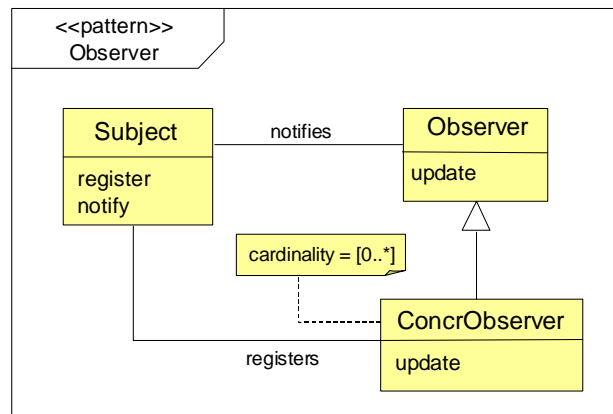 <<pattern>>
Observer
Subject
register
notify
notifies
Observer
update
cardinality = [0..*]
ConcrObserver
update
registers